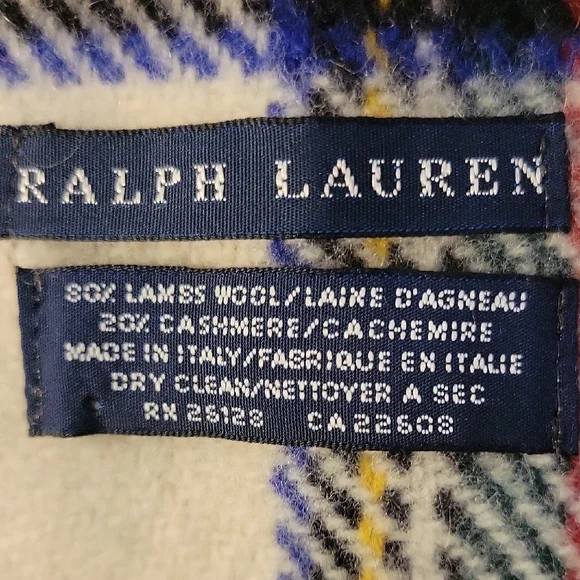 RALPH LAUREN
80% LAMBS WOOL/LAINE D'AGNEAU
20% CASHMERE/CACHEMIRE
MADE IN ITALY/FABRIQUE EN ITALIE
DRY CLEAN/NETTOYER A SEC
RN 25128 CA 22608